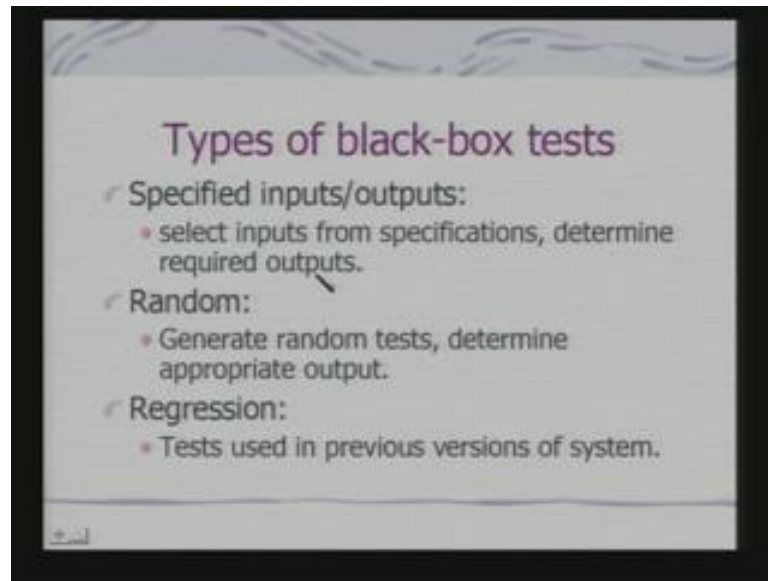 Types of black-box tests
Specified inputs/outputs:
select inputs from specifications, determine
required outputs.
Random:
Generate random tests, determine
appropriate output.
Regression:
Tests used in previous versions of system.